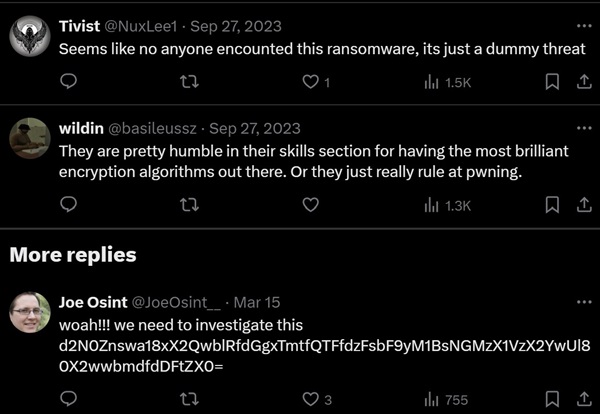 Tivist @NuxLee1 · Sep 27, 2023
Seems like no anyone encounted this ransomware, its just a dummy threat
1 1.5K
wildin @basileussz · Sep 27, 2023
They are pretty humble in their skills section for having the most brilliant
encryption algorithms out there. Or they just really rule at pwning.
1.3K
More replies
Joe Osint @JoeOsint__ · Mar 15
woah!!! we need to investigate this
d2N0Znswa18xX2QwblRfdGgxTmtfQTFfdzFsbF9yM1BsNGMzX1VzX2YwUl8
0X2wwbmdfdDFtZX0=
3 755